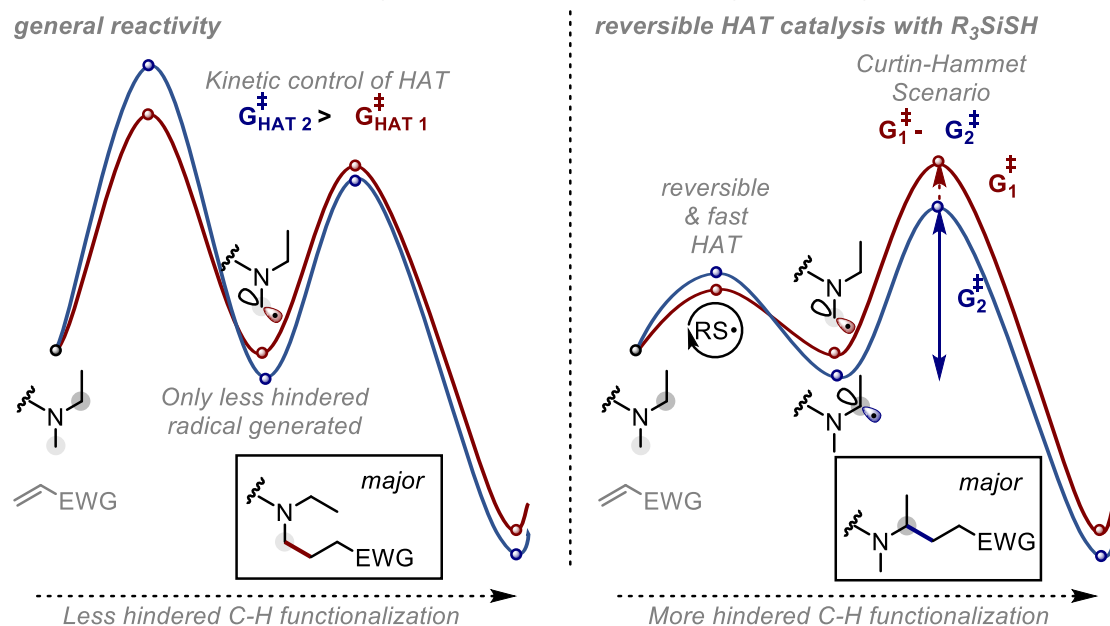 general reactivity
Kinetic control of HAT
G‡HAT 2 > G‡HAT 1
N
Only less hindered
radical generated
N
EWG
major
N
EWG
Less hindered C-H functionalization
reversible HAT catalysis with R₃SiSH
Curtin-Hammet
Scenario
G₁‡ - G₂‡
G₁‡
reversible
& fast
HAT
N
G₂‡
RS•
N
N
EWG
major
N
EWG
More hindered C-H functionalization